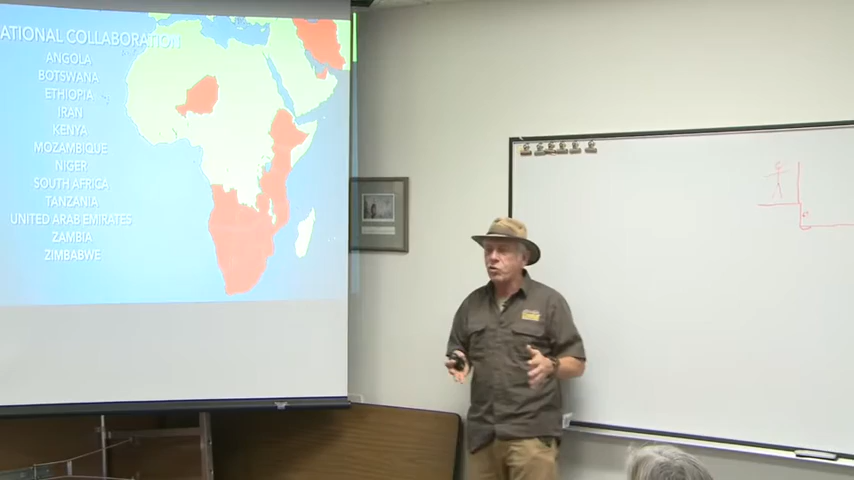 ATIONAL COLLABORATION
ANGOLA
BOTSWANA
ETHIOPIA
IRAN
KENYA
MOZAMBIQUE
NIGER
SOUTH AFRICA
TANZANIA
UNITED ARAB EMIRATES
ZAMBIA
ZIMBABWE